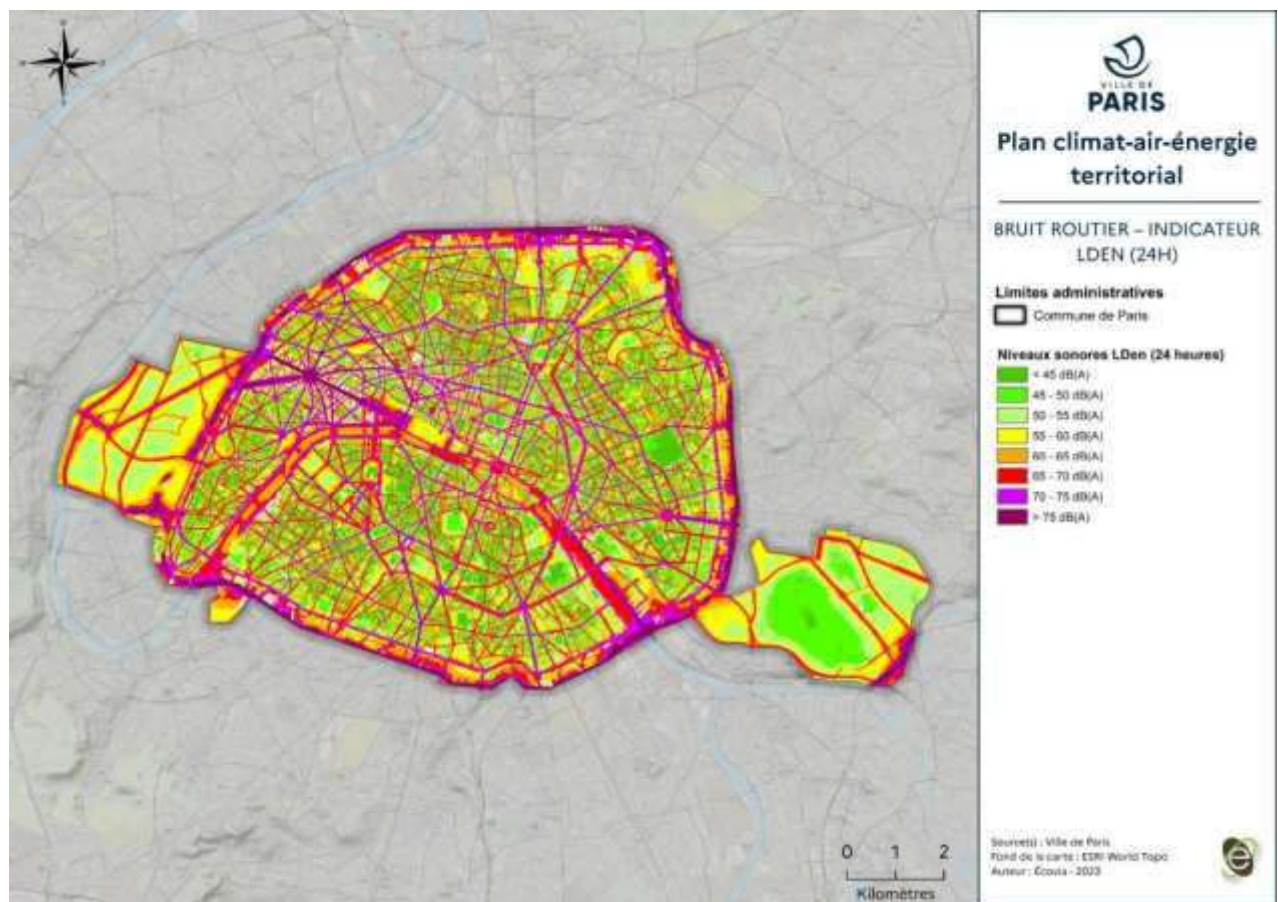 VILLE DE
PARIS
Plan climat-air-énergie
territorial
BRUIT ROUTIER – INDICATEUR
LDEN (24H)
Limites administratives
Commune de Paris
Niveaux sonores LDen (24 heures)
< 45 dB(A)
45 - 50 dB(A)
50 - 55 dB(A)
55 - 60 dB(A)
60 - 65 dB(A)
65 - 70 dB(A)
70 - 75 dB(A)
> 75 dB(A)
0 1 2
Kilomètres
Source(s) : Ville de Paris
Fond de la carte : ESRI World Topo
Auteur : Ecovia - 2023
e